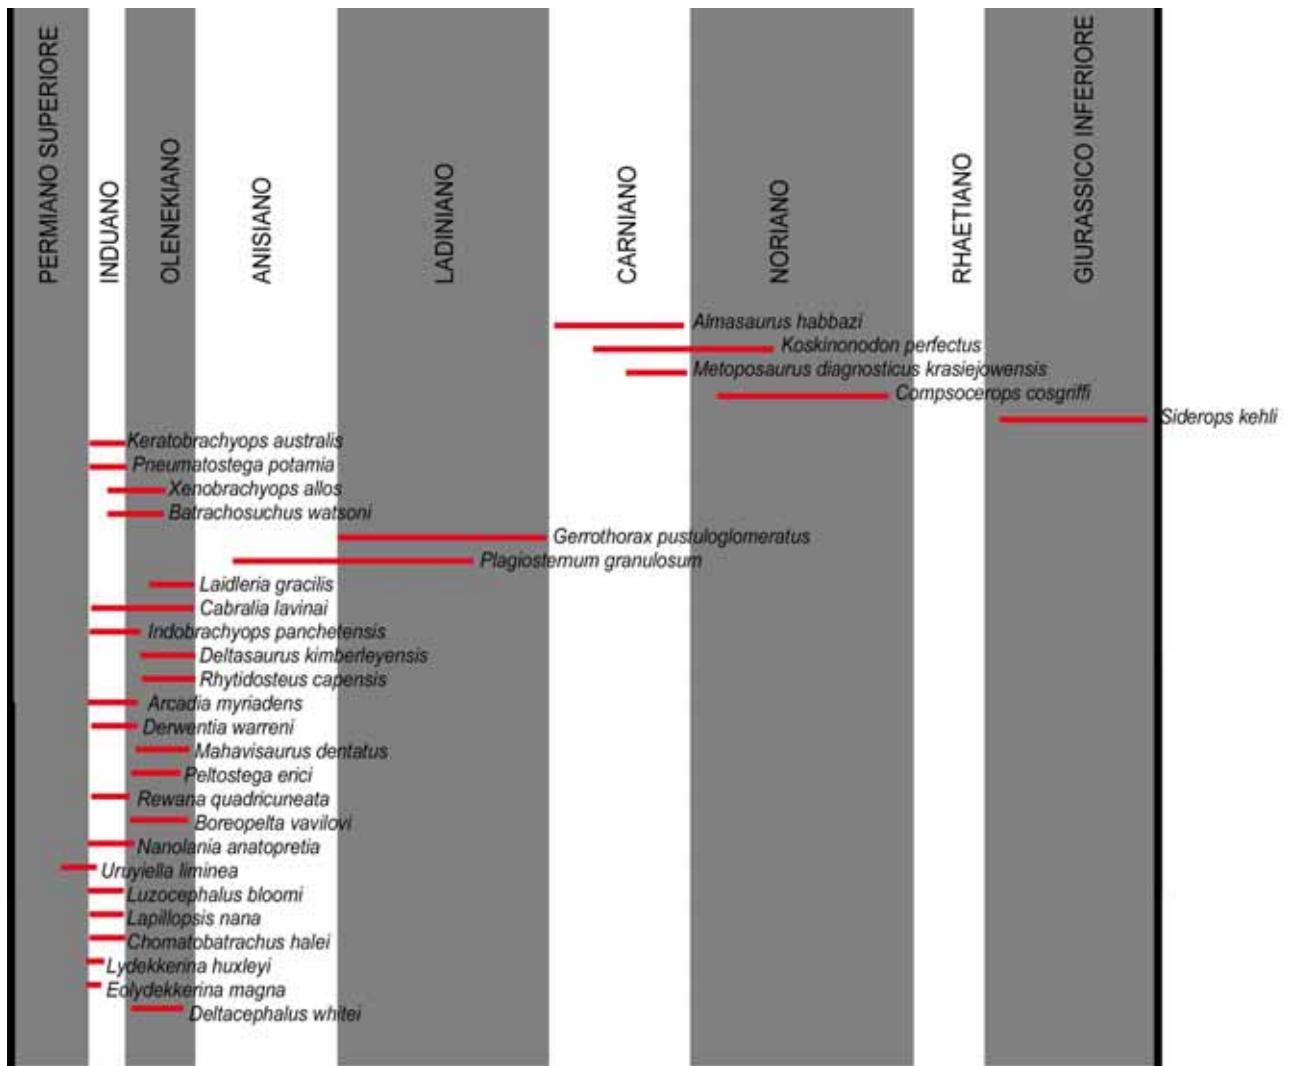 PERMIANO SUPERIORE
INDUANO
OLENEKIANO
ANISIANO
LADINIANO
CARNIANO
NORIANO
RHAETIANO
GIURASSICO INFERIORE
Almasaurus habbazi
Koskinonodon perfectus
Metoposaurus diagnosticus krasiejowensis
Compsocerops cosgriffi
Siderops kehli
Keratobrachyops australis
Pneumatostega potamia
Xenobrachyops allos
Batrachosuchus watsoni
Gerrothorax pustuloglomeratus
Plagiosternum granulosum
Laidleria gracilis
Cabralia lavinai
Indobrachyops panchetensis
Deltasaurus kimberleyensis
Rhytidosteus capensis
Arcadia myriadens
Derwentia warreni
Mahavisaurus dentatus
Peltostega erici
Rewana quadricuneata
Boreopelta vavilovi
Nanolania anatopretia
Uruyiella liminea
Luzocephalus bloomi
Lapillopsis nana
Chomatobatrachus halei
Lydekkerina huxleyi
Eolydekkerina magna
Deltacephalus whitei